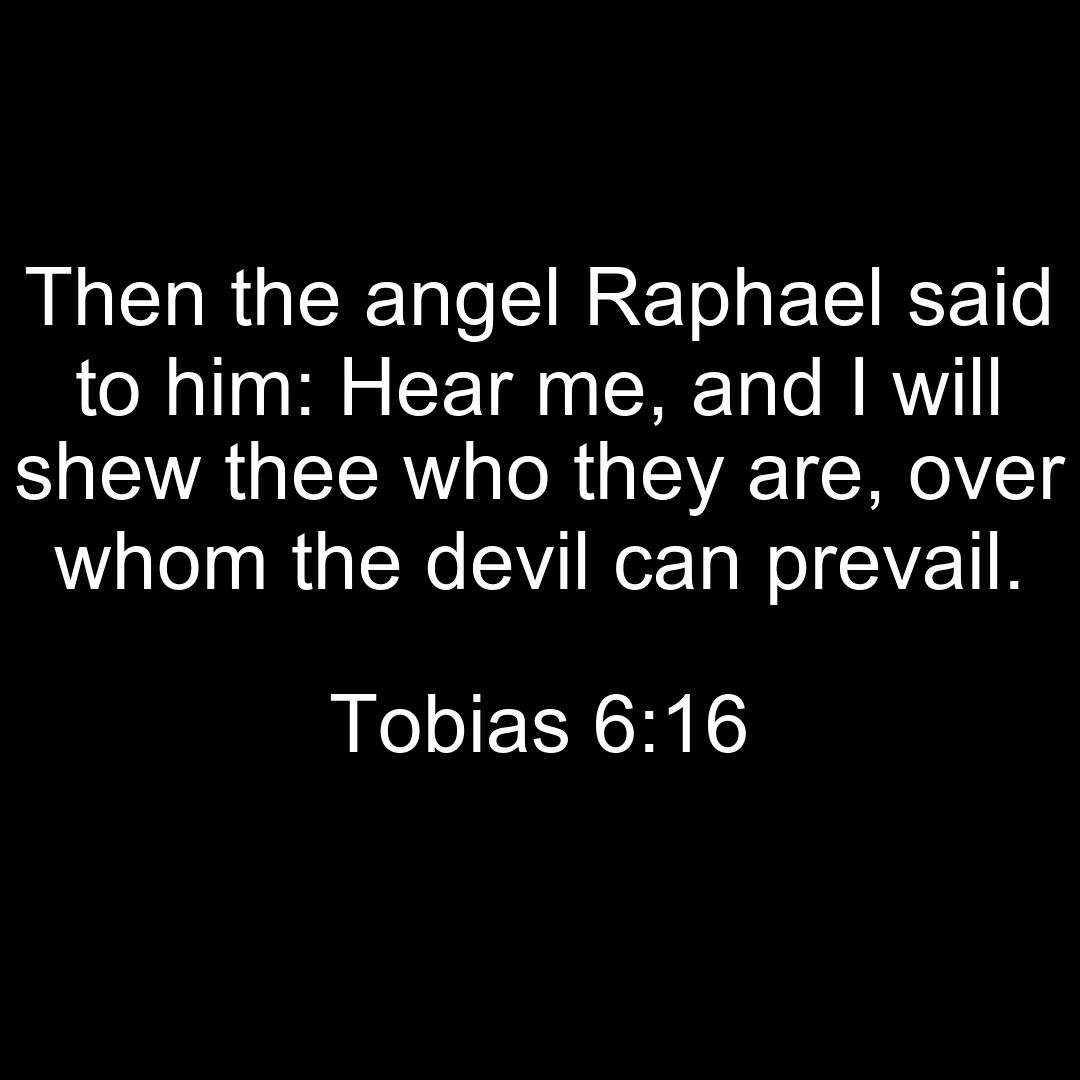 Then the angel Raphael said
to him: Hear me, and I will
shew thee who they are, over
whom the devil can prevail.
Tobias 6:16